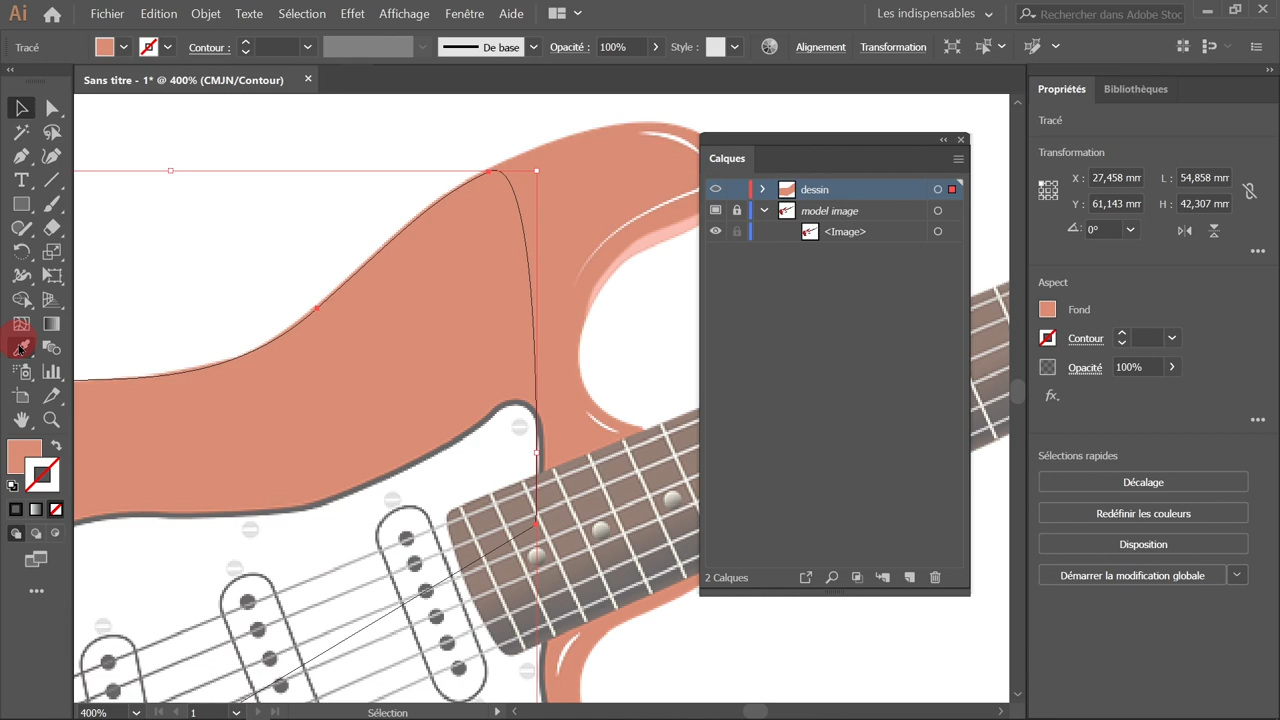 Ai Fichier Edition Objet Texte Sélection Effet Affichage Fenêtre Aide Les indispensables Rechercher dans Adobe Stoc
Tracé Contour : De base Opacité : 100% Style : Alignement Transformation
Sans titre - 1* @ 400% (CMJN/Contour)
Propriétés Bibliothèques
Tracé
Transformation
X : 27,458 mm L : 54,858 mm
Y : 61,143 mm H : 42,307 mm
0°
Aspect
Fond
Contour
Opacité 100%
fx.
Sélections rapides
Décalage
Redéfinir les couleurs
Disposition
Démarrer la modification globale
Calques
dessin
model image
<Image>
2 Calques
400% 1 Sélection